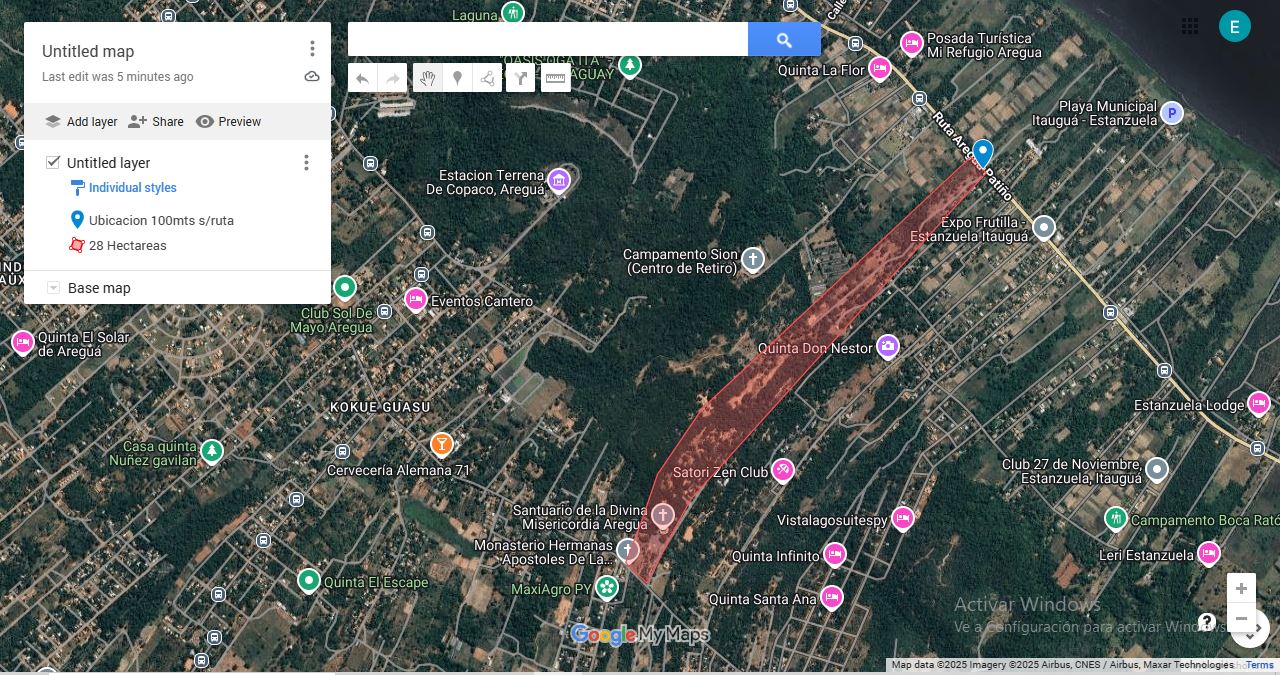 Untitled map
Last edit was 5 minutes ago
Add layer
Share
Preview
Untitled layer
Individual styles
Ubicacion 100mts s/ruta
28 Hectareas
Base map
E
Laguna
Calle
Posada Turística
Mi Refugio Aregua
Quinta La Flor
Playa Municipal
Itauguá - Estanzuela
P
Estacion Terrena
De Copaco, Areguá
Expo Frutilla -
Estanzuela Itauguá
Campamento Sion
(Centro de Retiro)
Eventos Cantero
Club Sol De
Mayo Aregua
Quinta El Solar
de Areguá
Quinta Don Nestor
KOKUE GUASU
Estanzuela Lodge
Casa quinta
Nuñez gavilan
Cervecería Alemana 71
Satori Zen Club
Club 27 de Noviembre,
Estanzuela, Itaugua
Santuario de la Divina
Misericordia Aregua
Vistalagosuitespy
Campamento Boca Rato
Monasterio Hermanas
Apostoles De La...
Quinta Infinito
Leri Estanzuela
Quinta El Escape
MaxiAgro PY
Quinta Santa Ana
Activar Windows
Ve a Configuración para activar Windows
?
Google My Maps
Map data ©2025 Imagery ©2025 Airbus, CNES / Airbus, Maxar Technologies
Terms